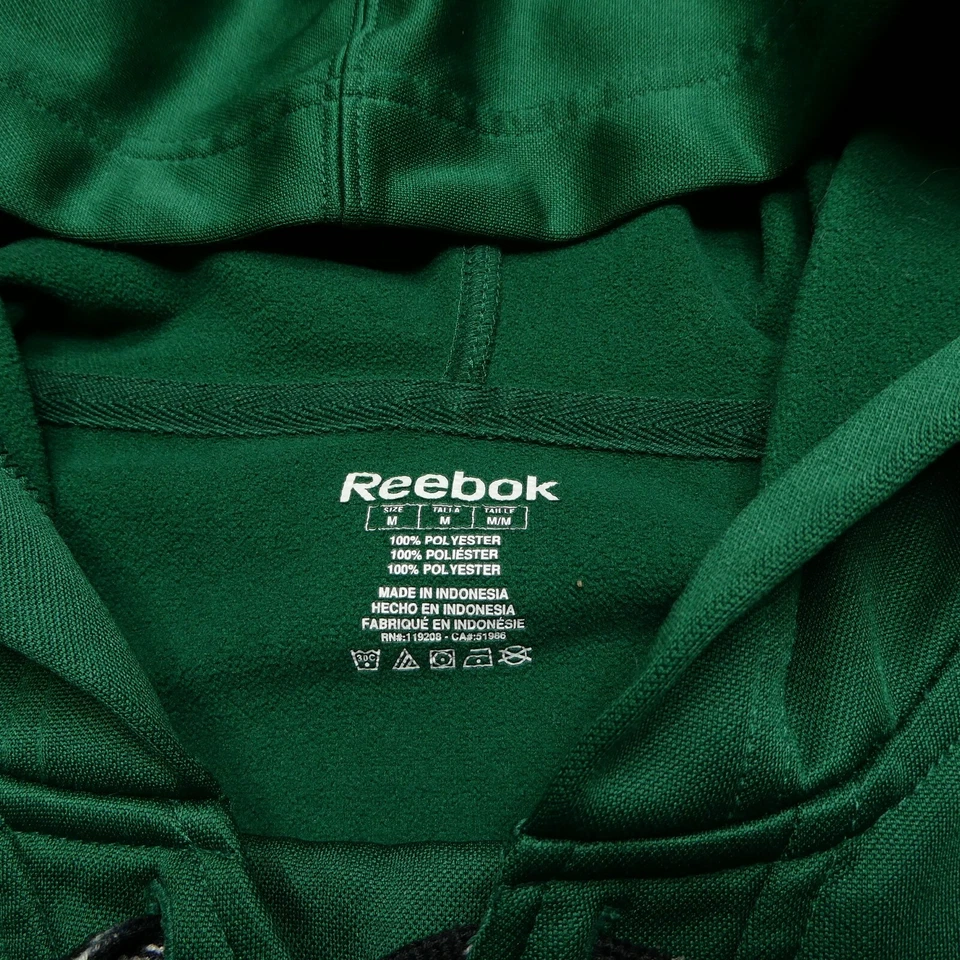 Reebok
SIZE TALLA TAILLE
M M M/M
100% POLYESTER
100% POLIÉSTER
100% POLYESTER
MADE IN INDONESIA
HECHO EN INDONESIA
FABRIQUÉ EN INDONÉSIE
RN#:119208 - CA#:51986
30C